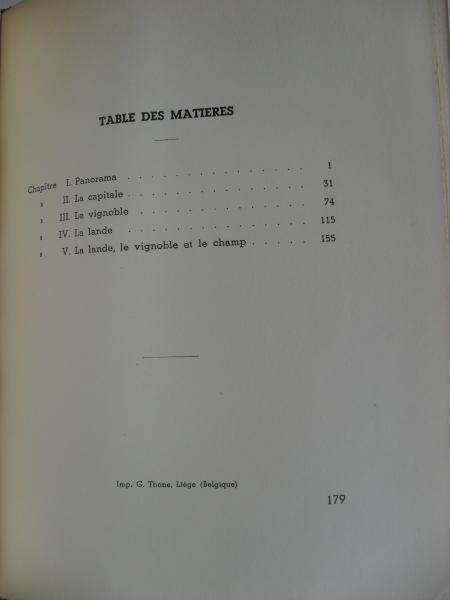 TABLE DES MATIERES
Chapitre I. Panorama . . . . . . . . . . . . . . 1
" II. La capitale . . . . . . . . . . . . . 31
" III. Le vignoble . . . . . . . . . . . . . 74
" IV. La lande . . . . . . . . . . . . . 115
" V. La lande, le vignoble et le champ . . . . . 155
Imp. G. Thone, Liége (Belgique)
179